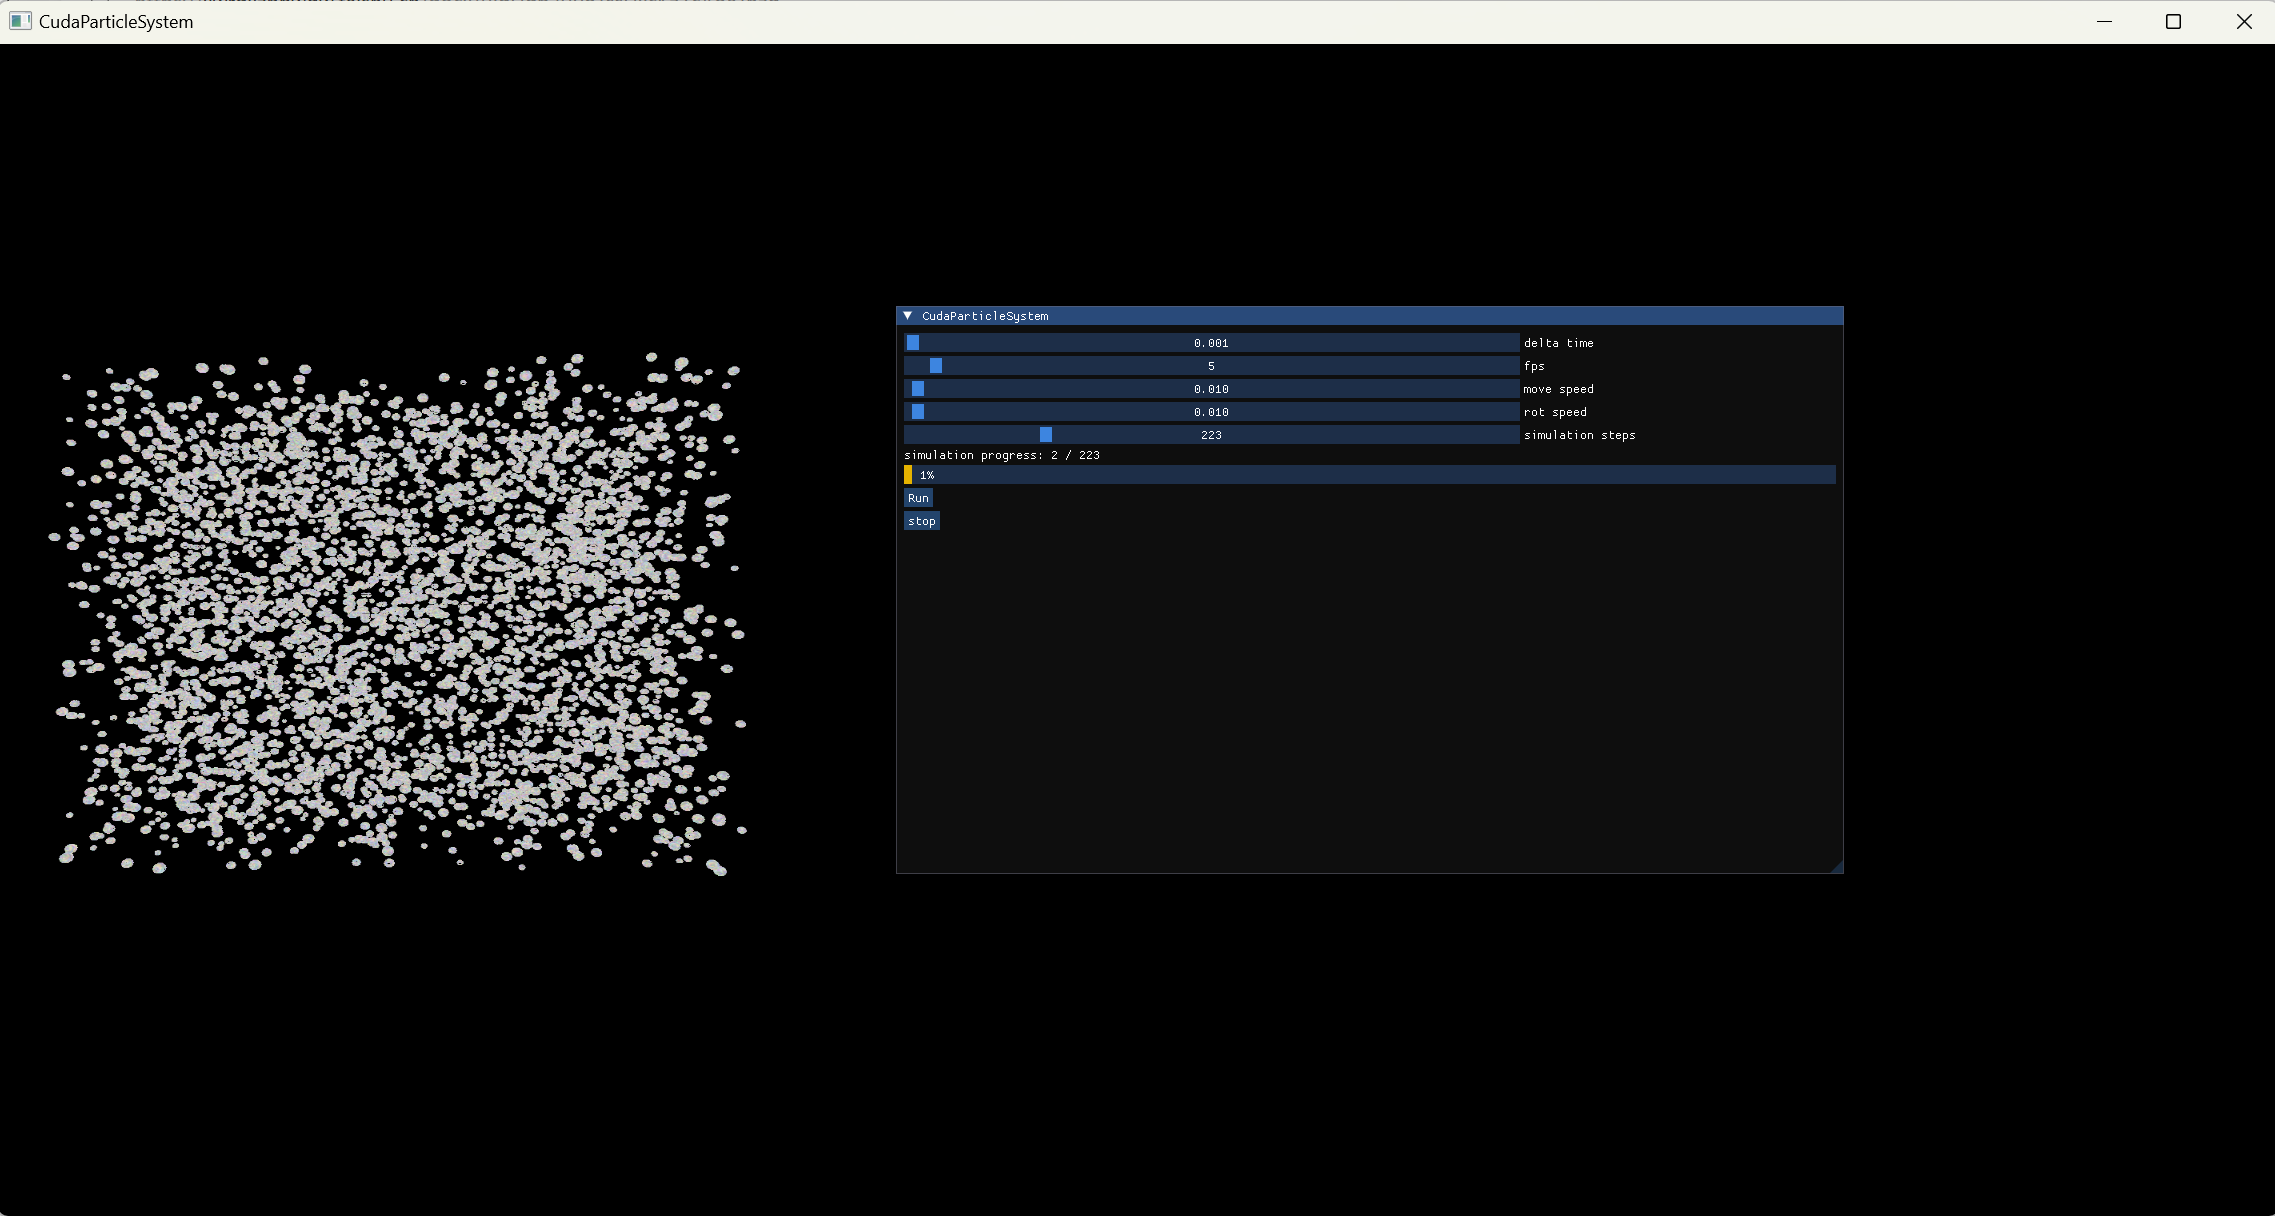 CudaParticleSystem
CudaParticleSystem
0.001 delta time
5 fps
0.010 move speed
0.010 rot speed
223 simulation steps
simulation progress: 2 / 223
1%
Run
stop